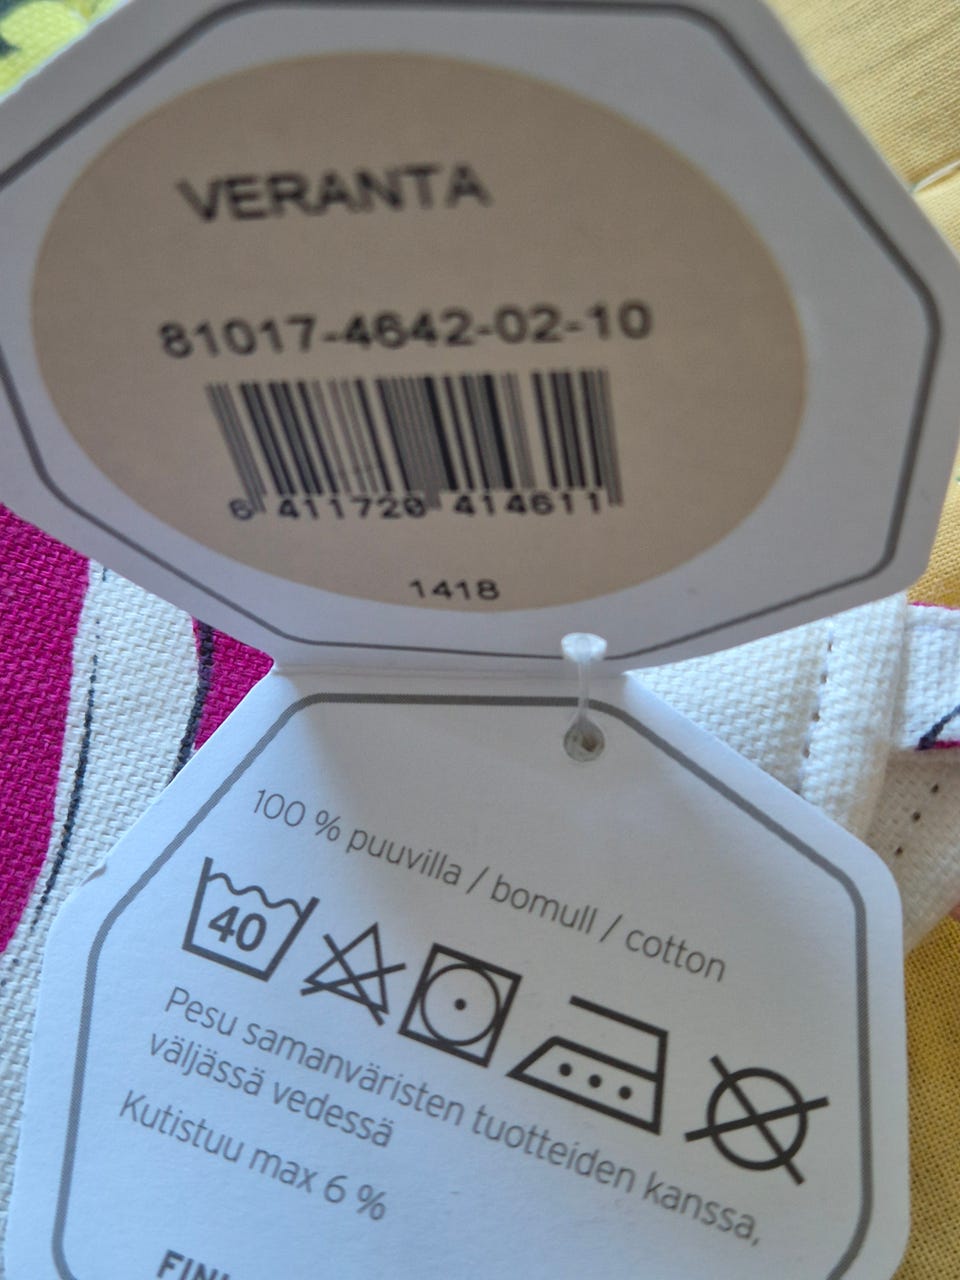 VERANTA
81017-4642-02-10
6 411720 414611
1418
100 % puuvilla / bomull / cotton
40
Pesu samanväristen tuotteiden kanssa,
väljässä vedessä
Kutistuu max 6 %